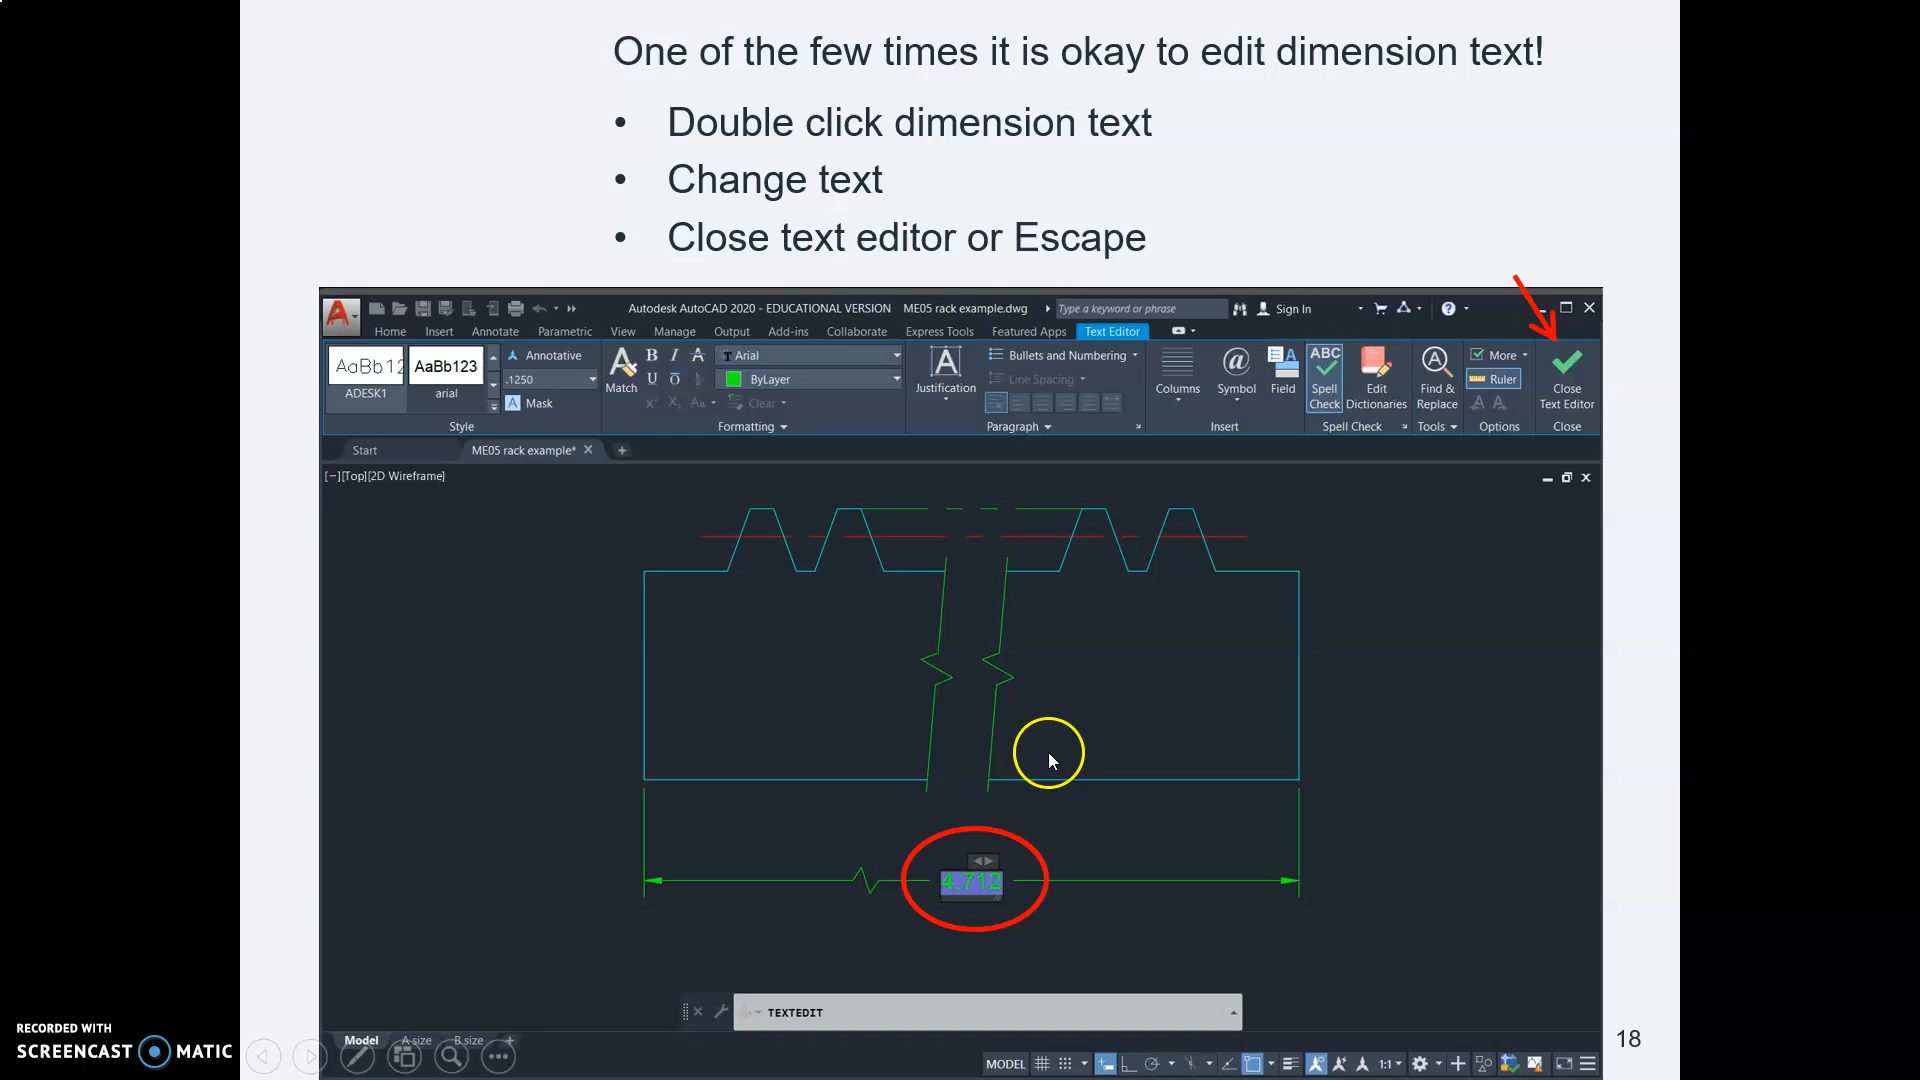 One of the few times it is okay to edit dimension text!
• Double click dimension text
• Change text
• Close text editor or Escape
Autodesk AutoCAD 2020 - EDUCATIONAL VERSION ME05 rack example.dwg Type a keyword or phrase Sign In
Home Insert Annotate Parametric View Manage Output Add-ins Collaborate Express Tools Featured Apps Text Editor
AaBb12 AaBb123 Annotative Match B I A Arial Bullets and Numbering ABC More
ADESK1 arial .1250 U O ByLayer Justification Line Spacing Columns Symbol Field Spell Check Edit Dictionaries Find & Replace Ruler Close Text Editor
Mask Clear
Style Formatting Paragraph Insert Spell Check Tools Options Close
Start ME05 rack example*
[−][Top][2D Wireframe]
4.712
TEXTEDIT
Model A size B size
MODEL 1:1
18
RECORDED WITH
SCREENCAST MATIC